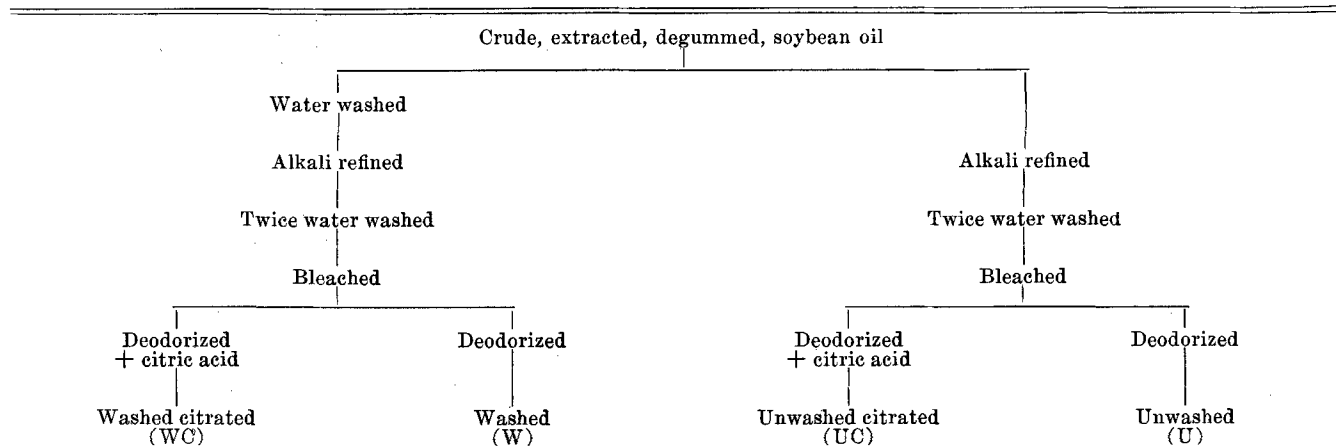 Crude, extracted, degummed, soybean oil
Water washed
Alkali refined
Alkali refined
Twice water washed
Twice water washed
Bleached
Bleached
Deodorized
+ citric acid
Deodorized
Deodorized
+ citric acid
Deodorized
Washed citrated
(WC)
Washed
(W)
Unwashed citrated
(UC)
Unwashed
(U)